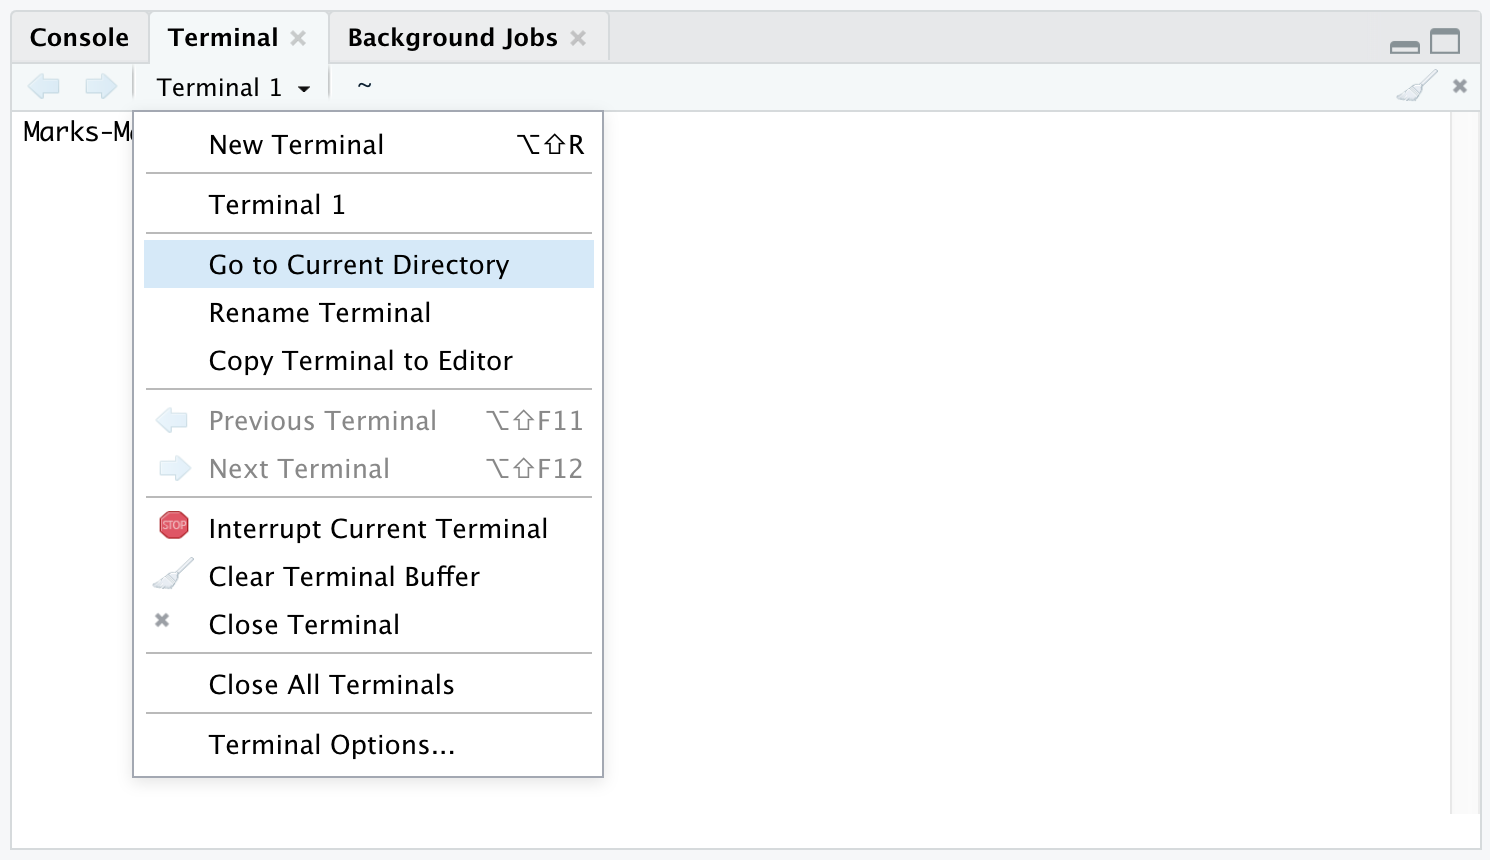 Console Terminal Background Jobs
Terminal 1 ~
Marks-M
New Terminal ⌥⇧R
Terminal 1
Go to Current Directory
Rename Terminal
Copy Terminal to Editor
Previous Terminal ⌥⇧F11
Next Terminal ⌥⇧F12
STOP Interrupt Current Terminal
Clear Terminal Buffer
Close Terminal
Close All Terminals
Terminal Options...